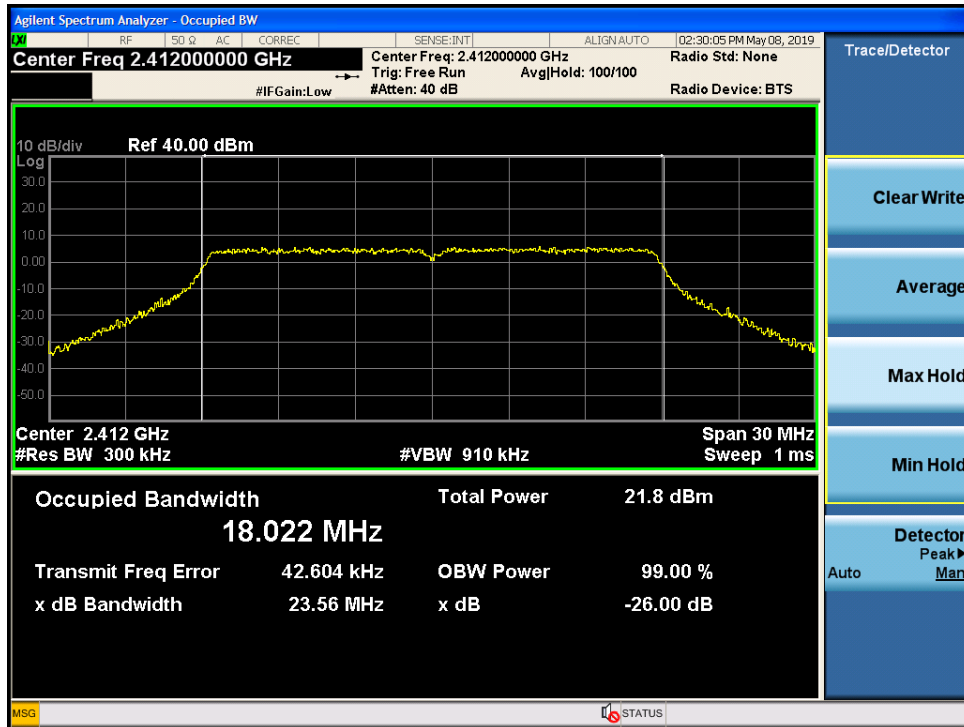 Agilent Spectrum Analyzer - Occupied BW
LXI RF 50 Ω AC CORREC SENSE:INT ALIGN AUTO 02:30:05 PM May 08, 2019
Center Freq 2.412000000 GHz
Center Freq: 2.412000000 GHz
Radio Std: None
Trig: Free Run Avg|Hold: 100/100
#IFGain:Low
#Atten: 40 dB
Radio Device: BTS
Trace/Detector
10 dB/div Ref 40.00 dBm
Log
30.0
20.0
10.0
0.00
-10.0
-20.0
-30.0
-40.0
-50.0
Center 2.412 GHz
Span 30 MHz
#Res BW 300 kHz
#VBW 910 kHz
Sweep 1 ms
Occupied Bandwidth
Total Power 21.8 dBm
18.022 MHz
Transmit Freq Error 42.604 kHz
OBW Power 99.00 %
x dB Bandwidth 23.56 MHz
x dB -26.00 dB
Clear Write
Average
Max Hold
Min Hold
Detector
Peak▶
Auto Man
MSG
STATUS